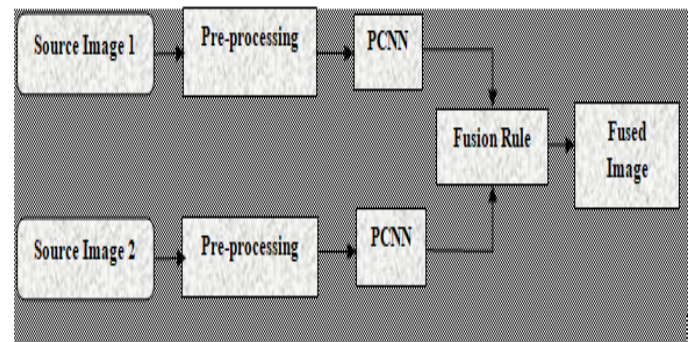 Source Image 1
Pre-processing
PCNN
Fusion Rule
Fused
Image
Source Image 2
Pre-processing
PCNN